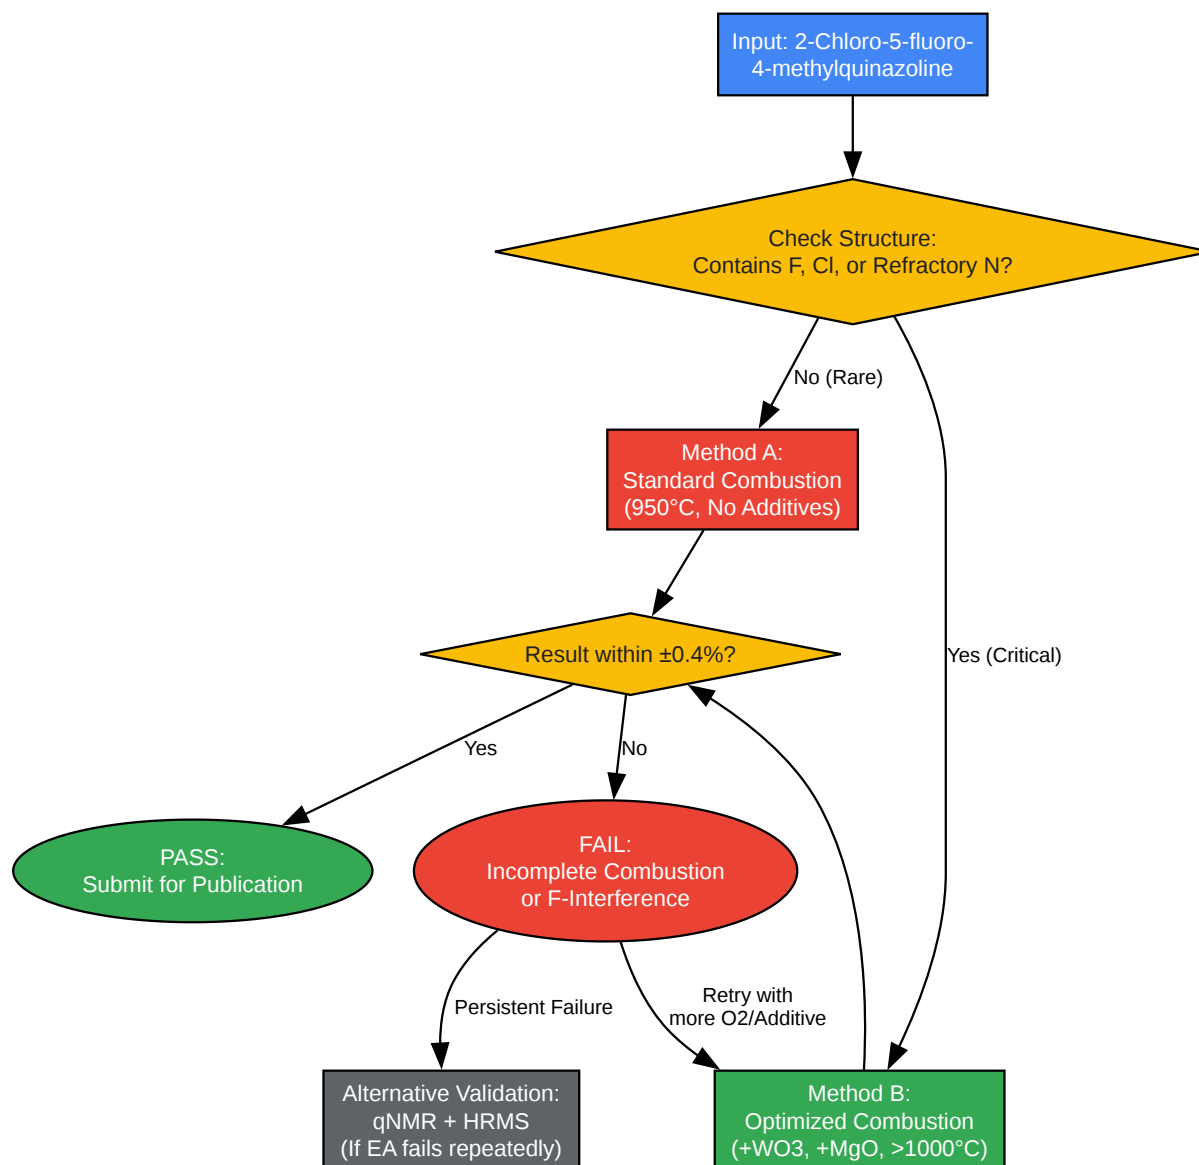 Input: 2-Chloro-5-fluoro-
4-methylquinazoline
Check Structure:
Contains F, Cl, or Refractory N?
No (Rare)
Method A:
Standard Combustion
(950°C, No Additives)
Result within ±0.4%?
Yes (Critical)
Yes
No
PASS:
Submit for Publication
FAIL:
Incomplete Combustion
or F-Interference
Persistent Failure
Retry with
more O2/Additive
Alternative Validation:
qNMR + HRMS
(If EA fails repeatedly)
Method B:
Optimized Combustion
(+WO3, +MgO, >1000°C)